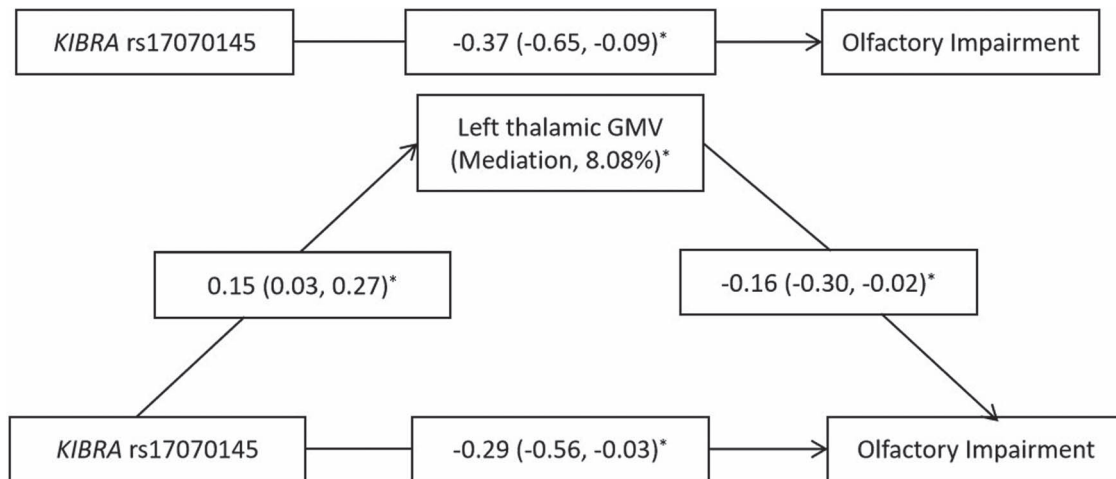 KIBRA rs17070145
-0.37 (-0.65, -0.09)*
Olfactory Impairment
Left thalamic GMV
(Mediation, 8.08%)*
0.15 (0.03, 0.27)*
-0.16 (-0.30, -0.02)*
KIBRA rs17070145
-0.29 (-0.56, -0.03)*
Olfactory Impairment